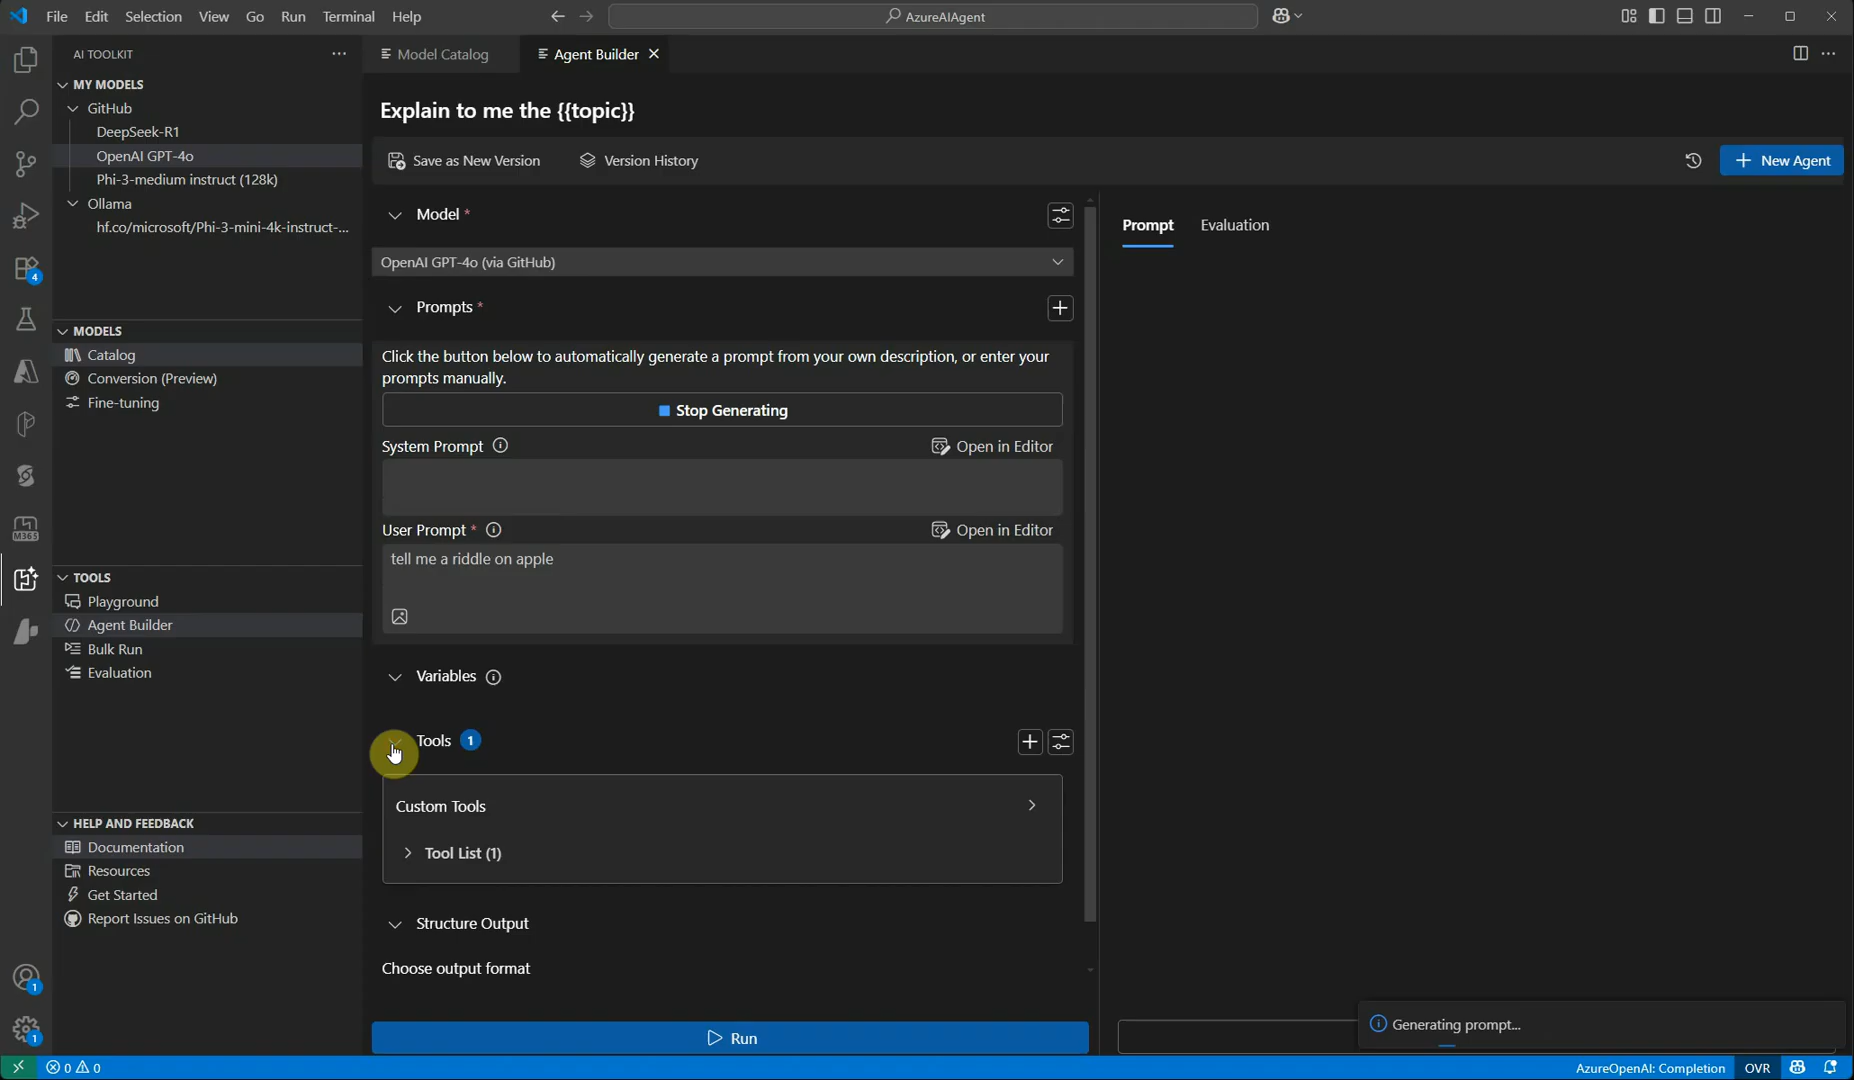 File Edit Selection View Go Run Terminal Help
AzureAIAgent
AI TOOLKIT
Model Catalog
Agent Builder
MY MODELS
GitHub
DeepSeek-R1
OpenAI GPT-4o
Phi-3-medium instruct (128k)
Ollama
hf.co/microsoft/Phi-3-mini-4k-instruct-...
4
MODELS
Catalog
Conversion (Preview)
Fine-tuning
M365
TOOLS
Playground
Agent Builder
Bulk Run
Evaluation
HELP AND FEEDBACK
Documentation
Resources
Get Started
Report Issues on GitHub
1
1
Explain to me the {{topic}}
Save as New Version
Version History
New Agent
Model *
OpenAI GPT-4o (via GitHub)
Prompts *
Click the button below to automatically generate a prompt from your own description, or enter your
prompts manually.
Stop Generating
System Prompt
Open in Editor
User Prompt *
Open in Editor
tell me a riddle on apple
Variables
Tools 1
Custom Tools
Tool List (1)
Structure Output
Choose output format
Run
Prompt
Evaluation
Generating prompt...
0 0
AzureOpenAI: Completion
OVR